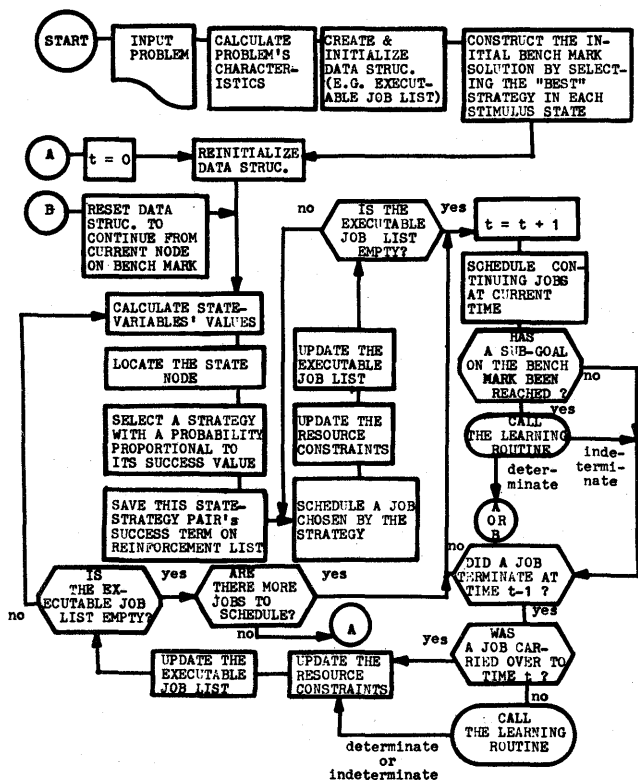 START
INPUT
PROBLEM
CALCULATE
PROBLEM'S
CHARACTER-
ISTICS
CREATE &
INITIALIZE
DATA STRUC.
(E.G. EXECUT-
ABLE JOB LIST)
CONSTRUCT THE IN-
ITIAL BENCH MARK
SOLUTION BY SELECT-
ING THE "BEST"
STRATEGY IN EACH
STIMULUS STATE
A
t = 0
REINITIALIZE
DATA STRUC.
B
RESET DATA
STRUC. TO
CONTINUE FROM
CURRENT NODE
ON BENCH MARK
no
IS THE
EXECUTABLE
JOB LIST
EMPTY?
yes
t = t + 1
SCHEDULE CON-
TINUING JOBS
AT CURRENT
TIME
CALCULATE STATE-
VARIABLES' VALUES
LOCATE THE STATE
NODE
SELECT A STRATEGY
WITH A PROBABILITY
PROPORTIONAL TO
ITS SUCCESS VALUE
SAVE THIS STATE-
STRATEGY PAIR's
SUCCESS TERM ON
REINFORCEMENT LIST
UPDATE THE
EXECUTABLE
JOB LIST
UPDATE THE
RESOURCE
CONSTRAINTS
SCHEDULE A JOB
CHOSEN BY THE
STRATEGY
HAS
A SUB-GOAL
ON THE BENCH
MARK BEEN
REACHED ?
no
yes
CALL
THE LEARNING
ROUTINE
deter-
minate
inde-
termi-
nate
A
OR
B
no
DID A JOB
TERMINATE AT
TIME t-1 ?
yes
IS
THE EX-
ECUTABLE JOB
LIST EMPTY?
no
yes
ARE
THERE MORE
JOBS TO
SCHEDULE?
yes
no
A
WAS
A JOB CAR-
RIED OVER TO
TIME t ?
yes
no
UPDATE THE
EXECUTABLE
JOB LIST
UPDATE THE
RESOURCE
CONSTRAINTS
CALL
THE LEARNING
ROUTINE
determinate
or
indeterminate